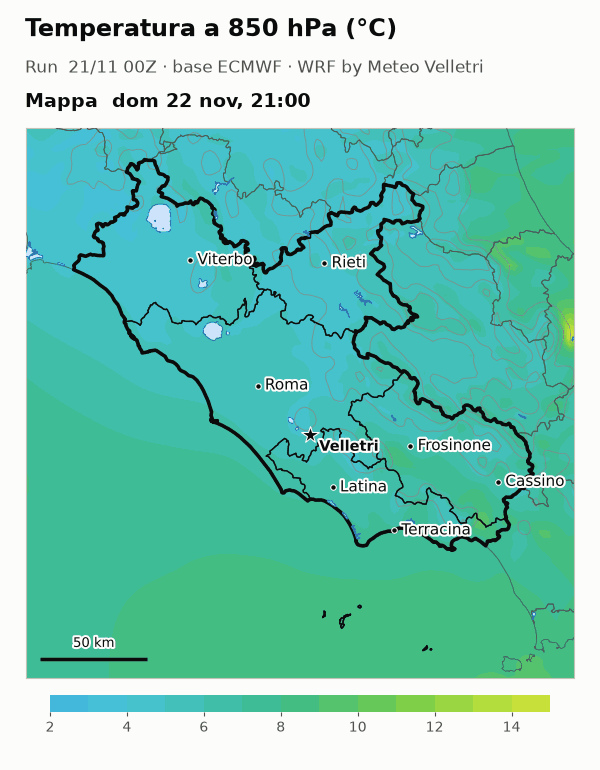 Temperatura a 850 hPa (°C)
Run 21/11 00Z · base ECMWF · WRF by Meteo Velletri
Mappa dom 22 nov, 21:00
Viterbo
Rieti
Roma
Velletri
Frosinone
Cassino
Latina
Terracina
50 km
2 4 6 8 10 12 14